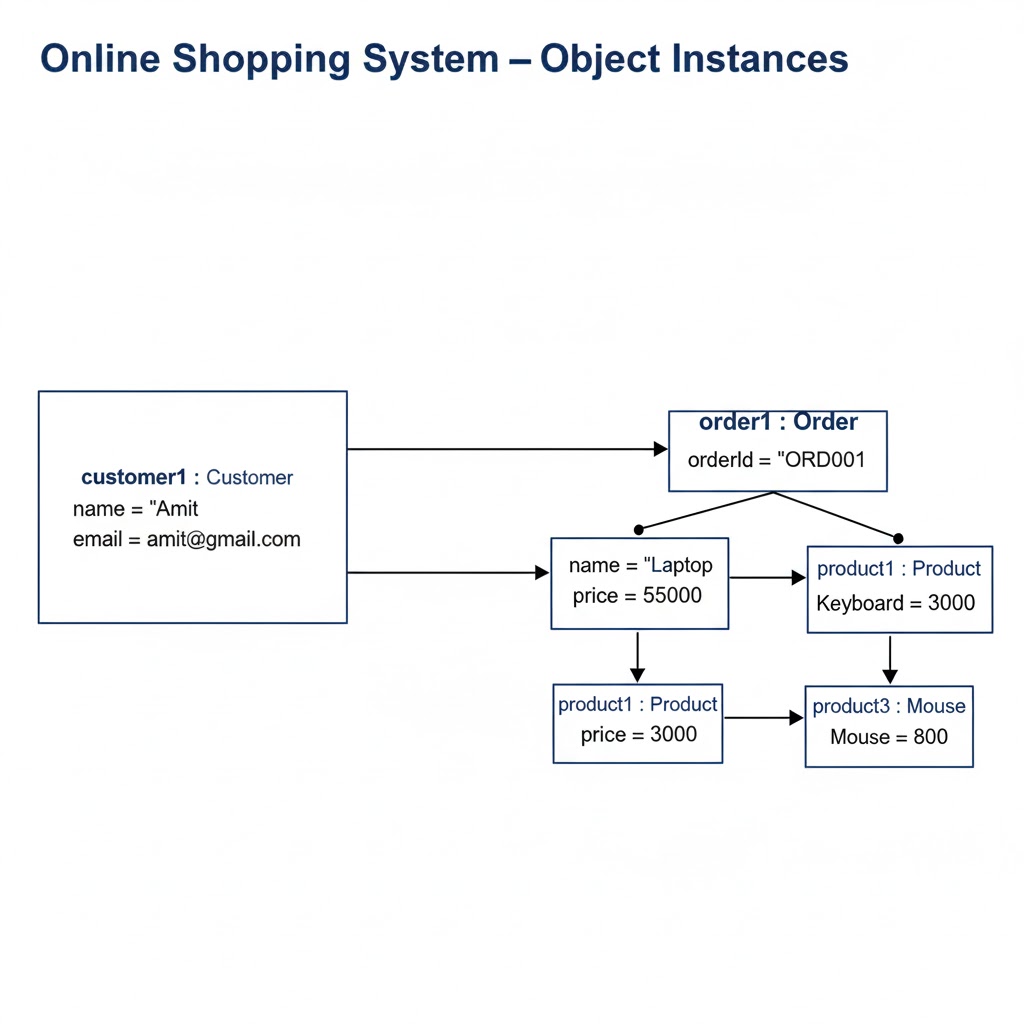 Online Shopping System – Object Instances
customer1 : Customer
name = "Amit
email = amit@gmail.com
order1 : Order
orderId = "ORD001
name = "Laptop
price = 55000
product1 : Product
Keyboard = 3000
product1 : Product
price = 3000
product3 : Mouse
Mouse = 800